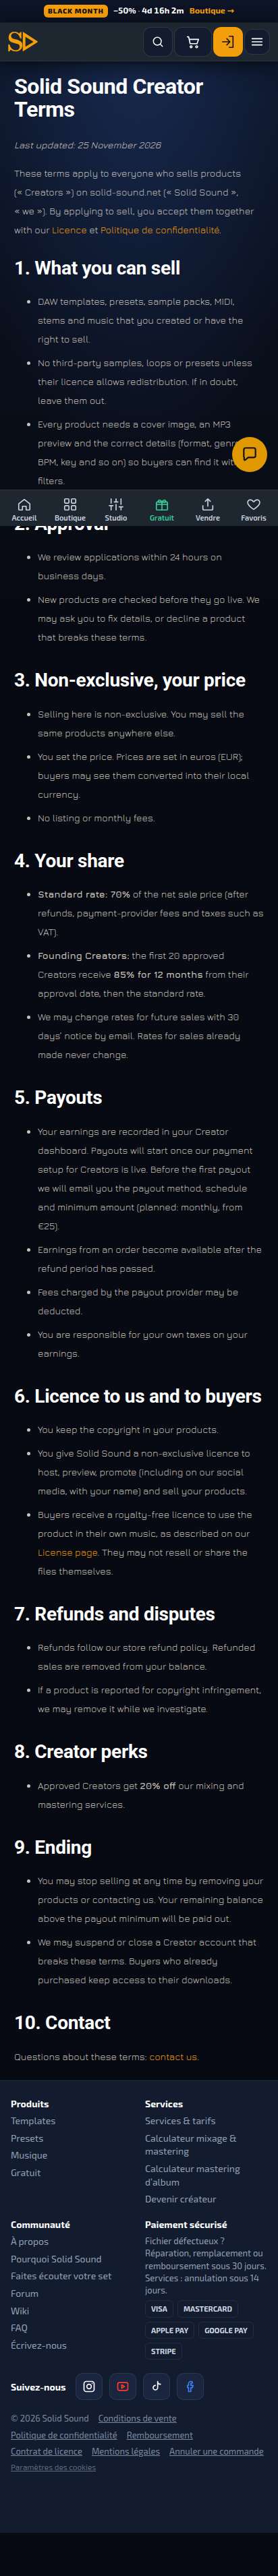 BLACK MONTH −50% · 4d 16h 2m Boutique →
Solid Sound Creator
Terms
Last updated: 25 November 2026
These terms apply to everyone who sells products
(« Creators ») on solid-sound.net (« Solid Sound »,
« we »). By applying to sell, you accept them together
with our Licence et Politique de confidentialité.
1. What you can sell
• DAW templates, presets, sample packs, MIDI,
stems and music that you created or have the
right to sell.
• No third-party samples, loops or presets unless
their licence allows redistribution. If in doubt,
leave them out.
• Every product needs a cover image, an MP3
preview and the correct details (format, genre,
BPM, key and so on) so buyers can find it with
filters.
Accueil Boutique Studio Gratuit Vendre Favoris
2. Approval
• We review applications within 24 hours on
business days.
• New products are checked before they go live. We
may ask you to fix details, or decline a product
that breaks these terms.
3. Non-exclusive, your price
• Selling here is non-exclusive. You may sell the
same products anywhere else.
• You set the price. Prices are set in euros (EUR);
buyers may see them converted into their local
currency.
• No listing or monthly fees.
4. Your share
• Standard rate: 70% of the net sale price (after
refunds, payment-provider fees and taxes such as
VAT).
• Founding Creators: the first 20 approved
Creators receive 85% for 12 months from their
approval date, then the standard rate.
• We may change rates for future sales with 30
days' notice by email. Rates for sales already
made never change.
5. Payouts
• Your earnings are recorded in your Creator
dashboard. Payouts will start once our payment
setup for Creators is live. Before the first payout
we will email you the payout method, schedule
and minimum amount (planned: monthly, from
€25).
• Earnings from an order become available after the
refund period has passed.
• Fees charged by the payout provider may be
deducted.
• You are responsible for your own taxes on your
earnings.
6. Licence to us and to buyers
• You keep the copyright in your products.
• You give Solid Sound a non-exclusive licence to
host, preview, promote (including on our social
media, with your name) and sell your products.
• Buyers receive a royalty-free licence to use the
product in their own music, as described on our
License page. They may not resell or share the
files themselves.
7. Refunds and disputes
• Refunds follow our store refund policy. Refunded
sales are removed from your balance.
• If a product is reported for copyright infringement,
we may remove it while we investigate.
8. Creator perks
• Approved Creators get 20% off our mixing and
mastering services.
9. Ending
• You may stop selling at any time by removing your
products or contacting us. Your remaining balance
above the payout minimum will be paid out.
• We may suspend or close a Creator account that
breaks these terms. Buyers who already
purchased keep access to their downloads.
10. Contact
Questions about these terms: contact us.
Produits
Templates
Presets
Musique
Gratuit
Services
Services & tarifs
Calculateur mixage &
mastering
Calculateur mastering
d'album
Devenir créateur
Communauté
À propos
Pourquoi Solid Sound
Faites écouter votre set
Forum
Wiki
FAQ
Écrivez-nous
Paiement sécurisé
Fichier défectueux ?
Réparation, remplacement ou
remboursement sous 30 jours.
Services : annulation sous 14
jours.
VISA MASTERCARD
APPLE PAY GOOGLE PAY
STRIPE
Suivez-nous
© 2026 Solid Sound Conditions de vente
Politique de confidentialité Remboursement
Contrat de licence Mentions légales Annuler une commande
Paramètres des cookies